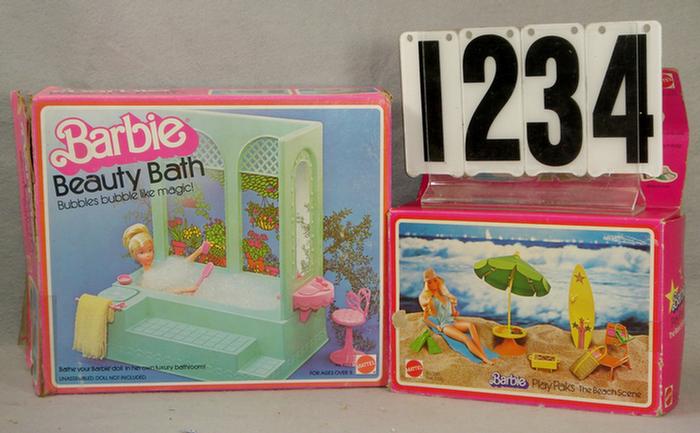 1234
Barbie®
Beauty Bath
Bubbles bubble like magic!
Bathe your Barbie doll in her own luxury bathroom!
UNASSEMBLED. DOLL NOT INCLUDED.
FOR AGES OVER 3
MATTEL
Barbie Play Paks The Beach Scene
MATTEL